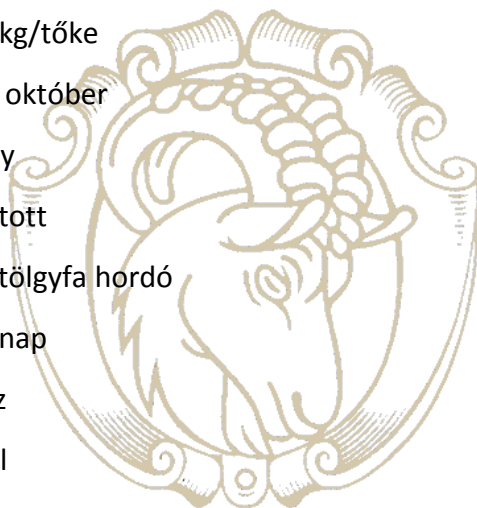 kg/tőke
október
y
tott
tölgyfa hordó
nap
z
l